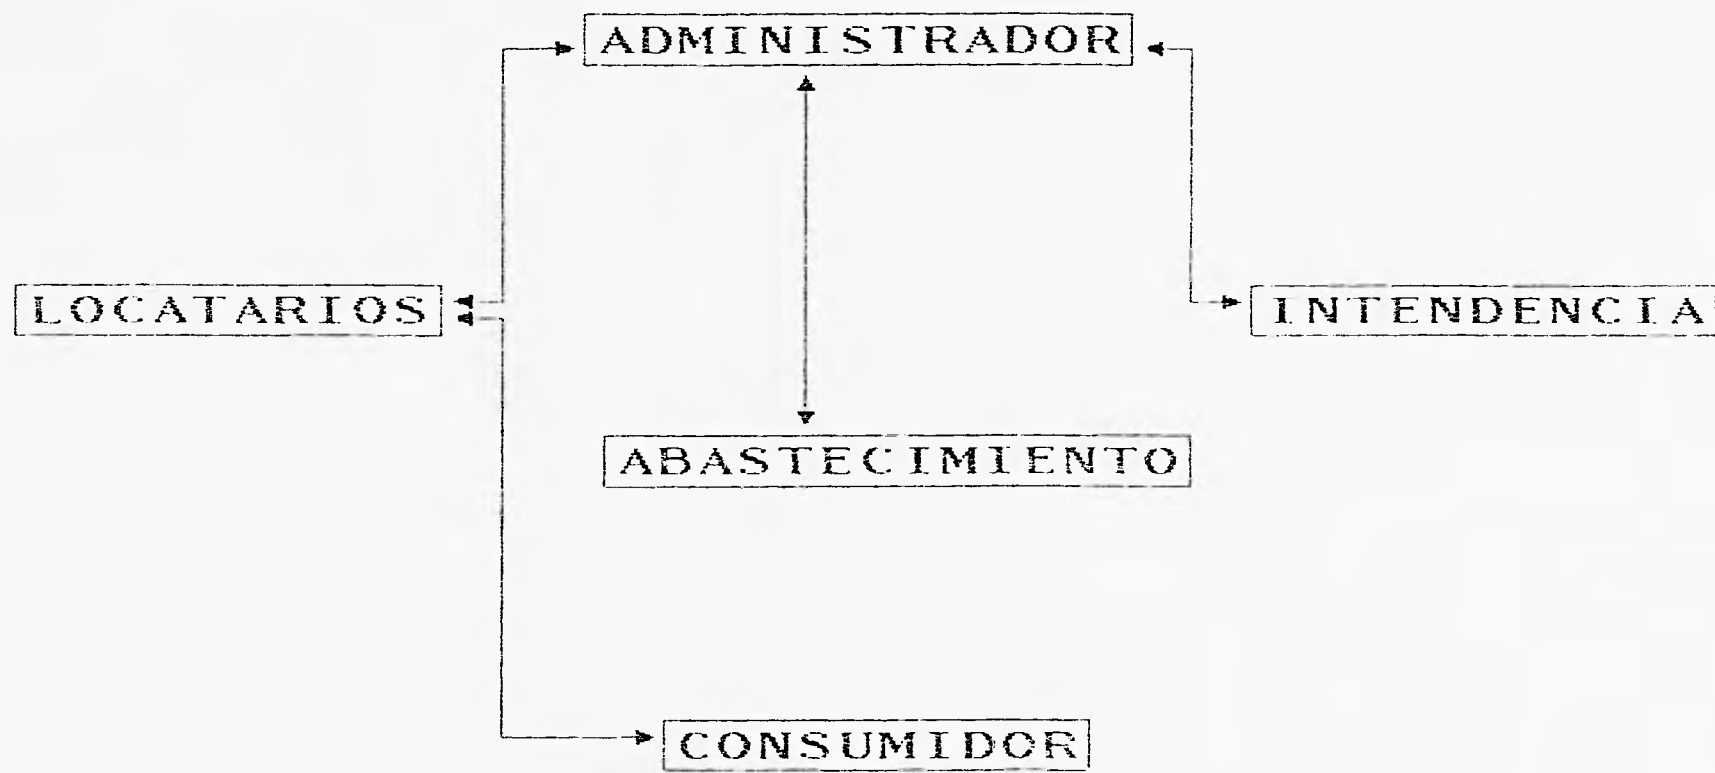 ADMINISTRADOR
LOCATARIOS
INTENDENCIA
ABASTECIMIENTO
CONSUMIDOR